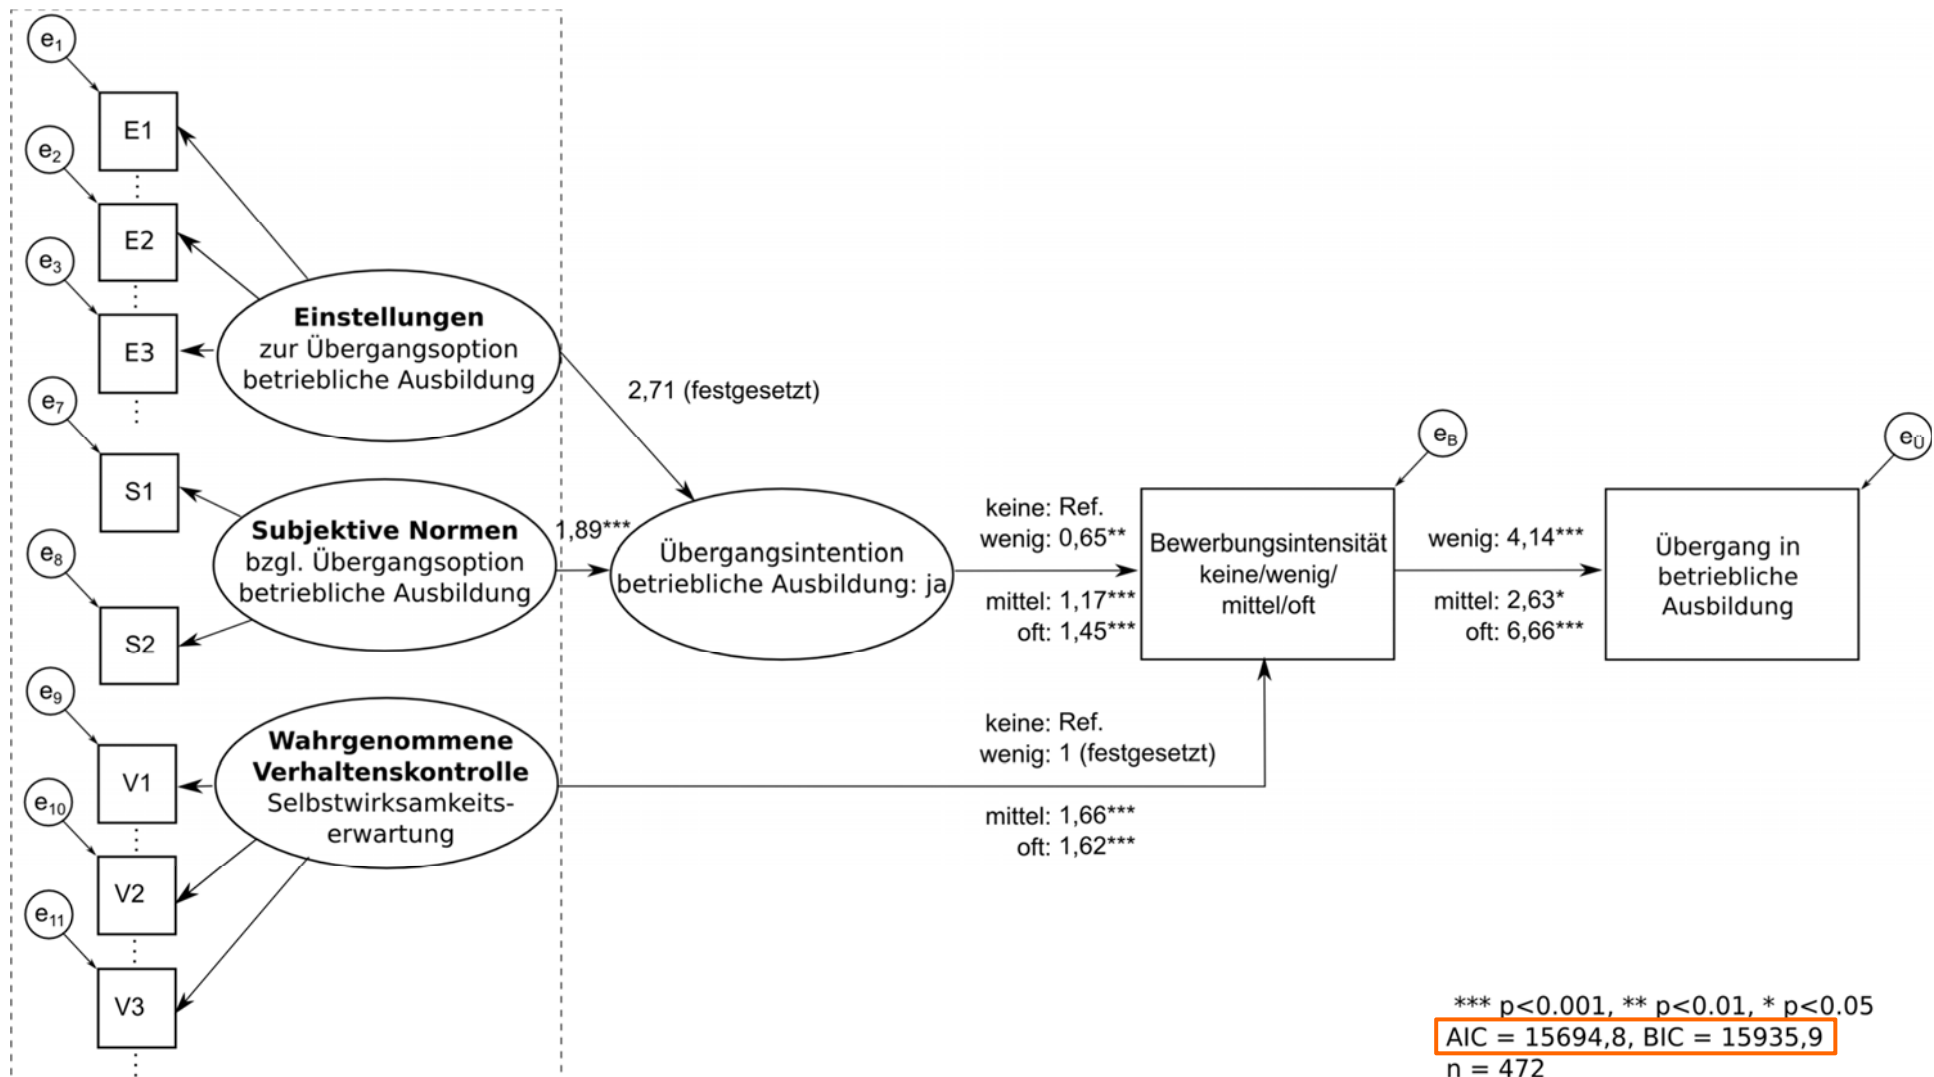 e1
E1
e2
E2
e3
E3
e7
S1
e8
S2
e9
V1
e10
V2
e11
V3
Einstellungen
zur Übergangsoption
betriebliche Ausbildung
2,71 (festgesetzt)
Subjektive Normen
bzgl. Übergangsoption
betriebliche Ausbildung
1,89***
Wahrgenommene
Verhaltenskontrolle
Selbstwirksamkeits-
erwartung
Übergangsintention
betriebliche Ausbildung: ja
keine: Ref.
wenig: 0,65**
mittel: 1,17***
oft: 1,45***
keine: Ref.
wenig: 1 (festgesetzt)
mittel: 1,66***
oft: 1,62***
eB
Bewerbungsintensität
keine/wenig/
mittel/oft
wenig: 4,14***
mittel: 2,63*
oft: 6,66***
eÜ
Übergang in
betriebliche
Ausbildung
*** p<0.001, ** p<0.01, * p<0.05
AIC = 15694,8, BIC = 15935,9
n = 472